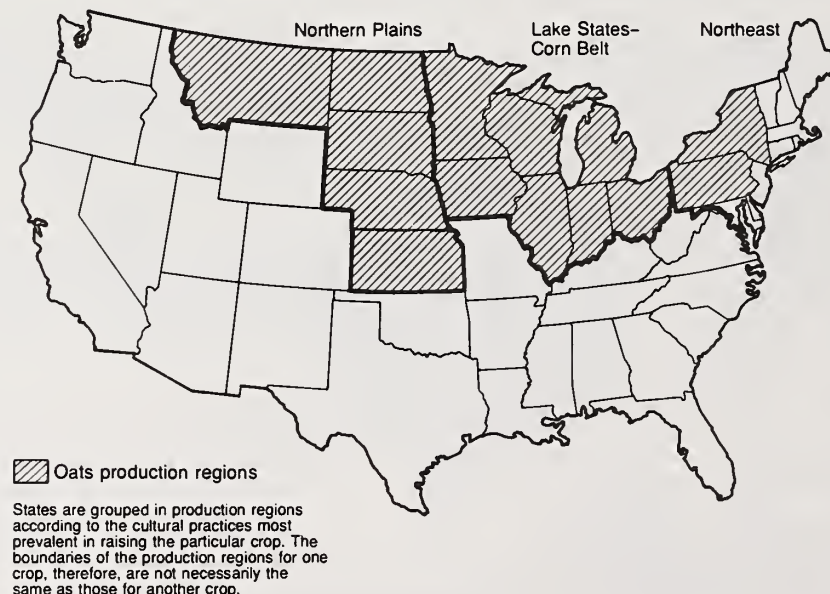 Northern Plains
Lake States–
Corn Belt
Northeast
Oats production regions
States are grouped in production regions
according to the cultural practices most
prevalent in raising the particular crop. The
boundaries of the production regions for one
crop, therefore, are not necessarily the
same as those for another crop.